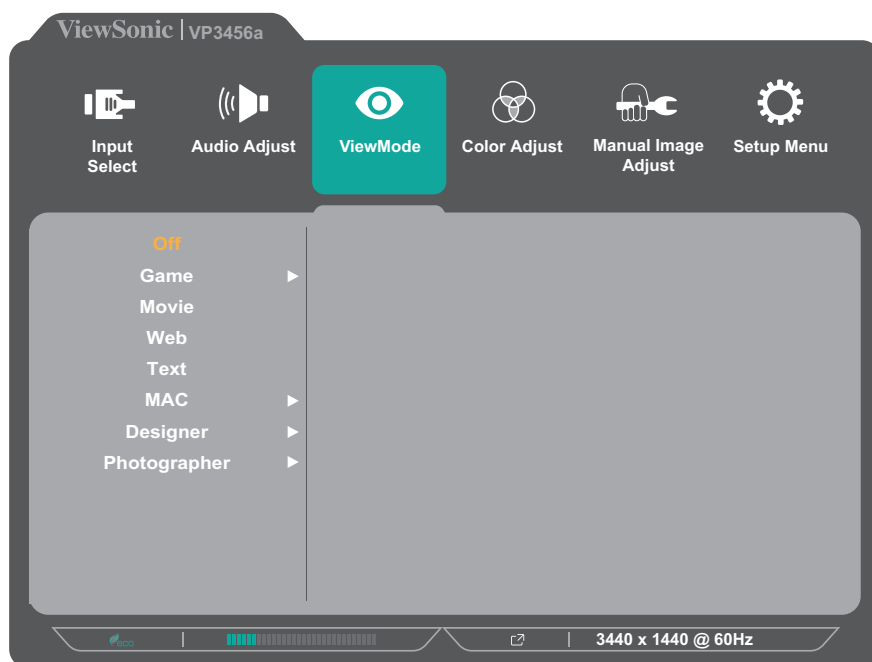 ViewSonic | VP3456a
Input
Select
Audio Adjust
ViewMode
Color Adjust
Manual Image
Adjust
Setup Menu
Off
Game
Movie
Web
Text
MAC
Designer
Photographer
eco
3440 x 1440 @ 60Hz